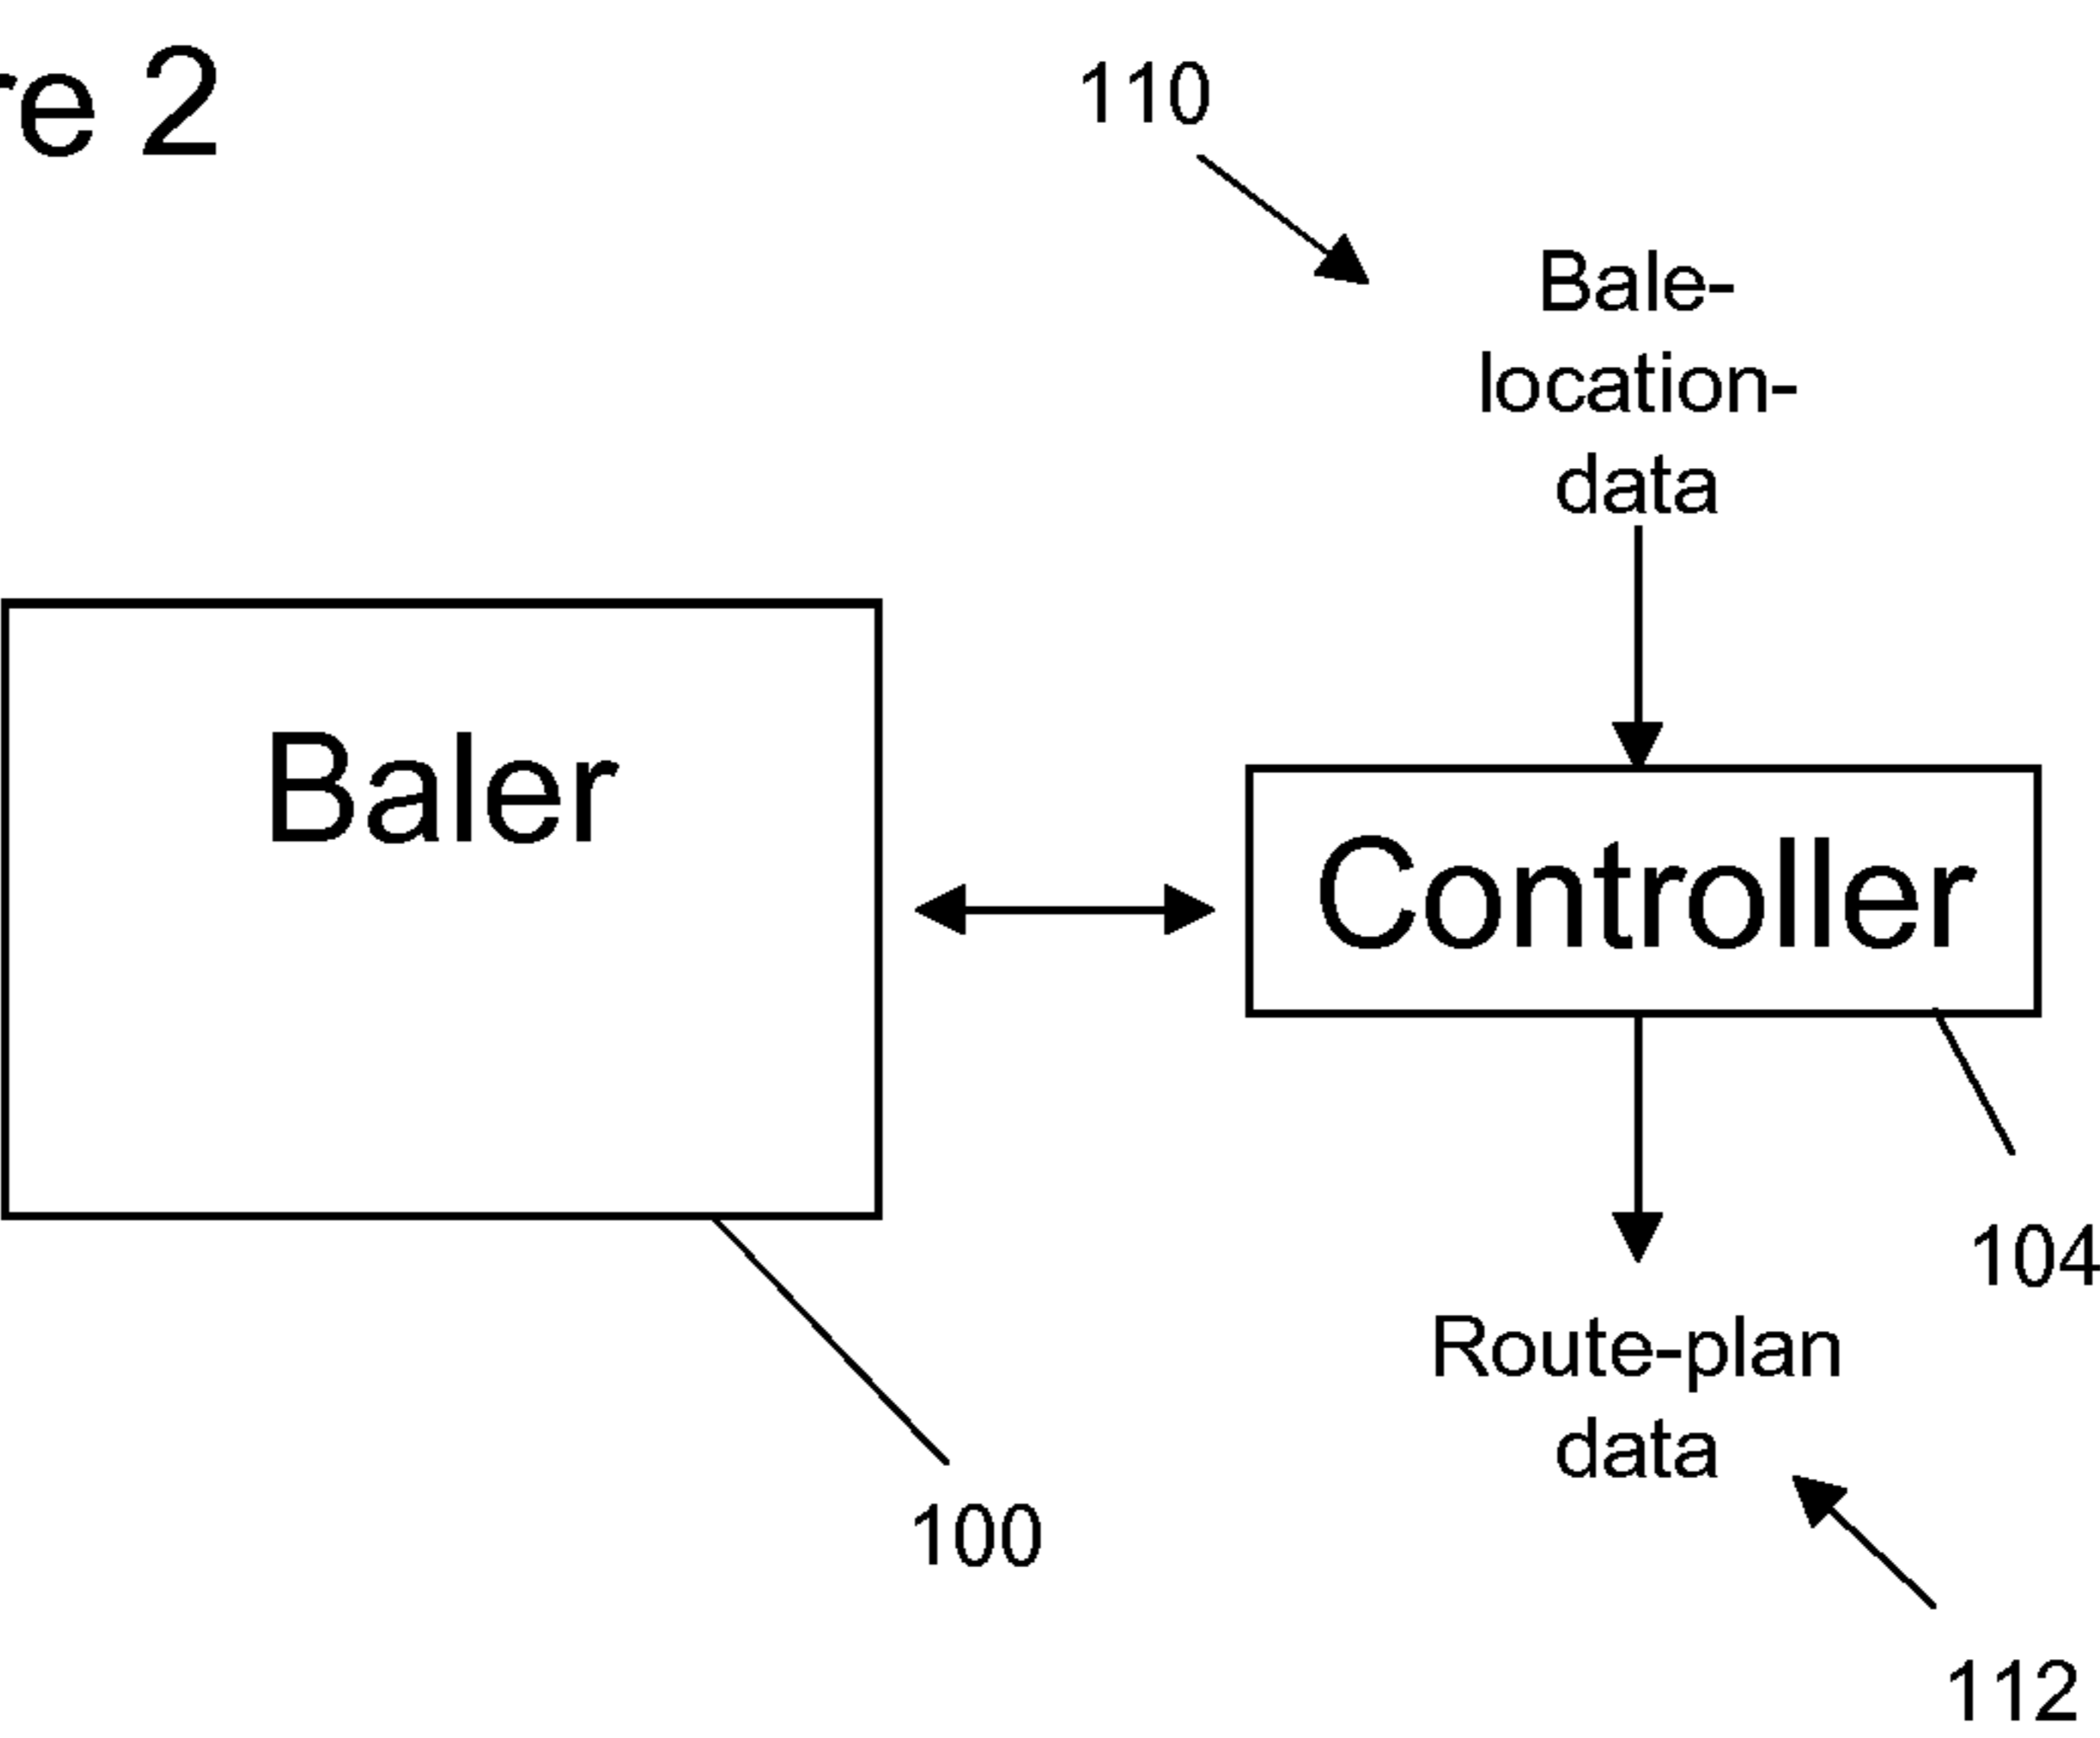 re 2
110
Bale-
location-
data
Baler
Controller
104
Route-plan
data
100
112